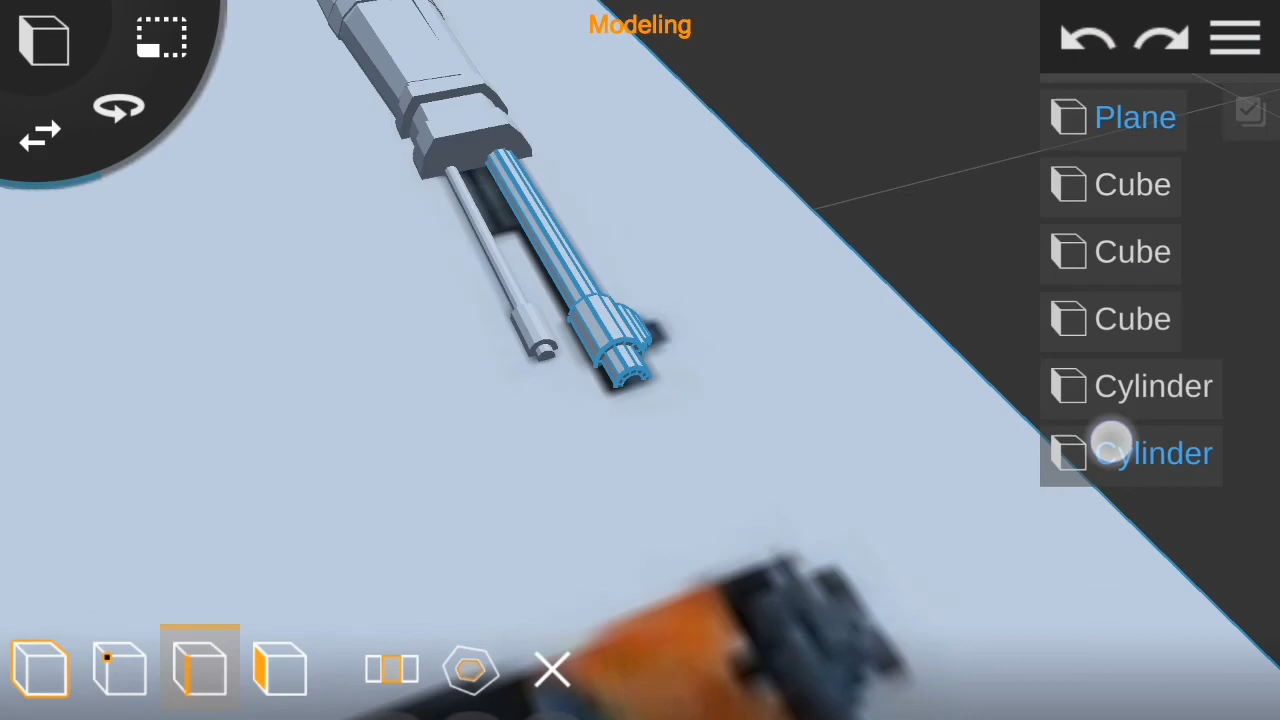 Modeling
Plane
Cube
Cube
Cube
Cylinder
Cylinder